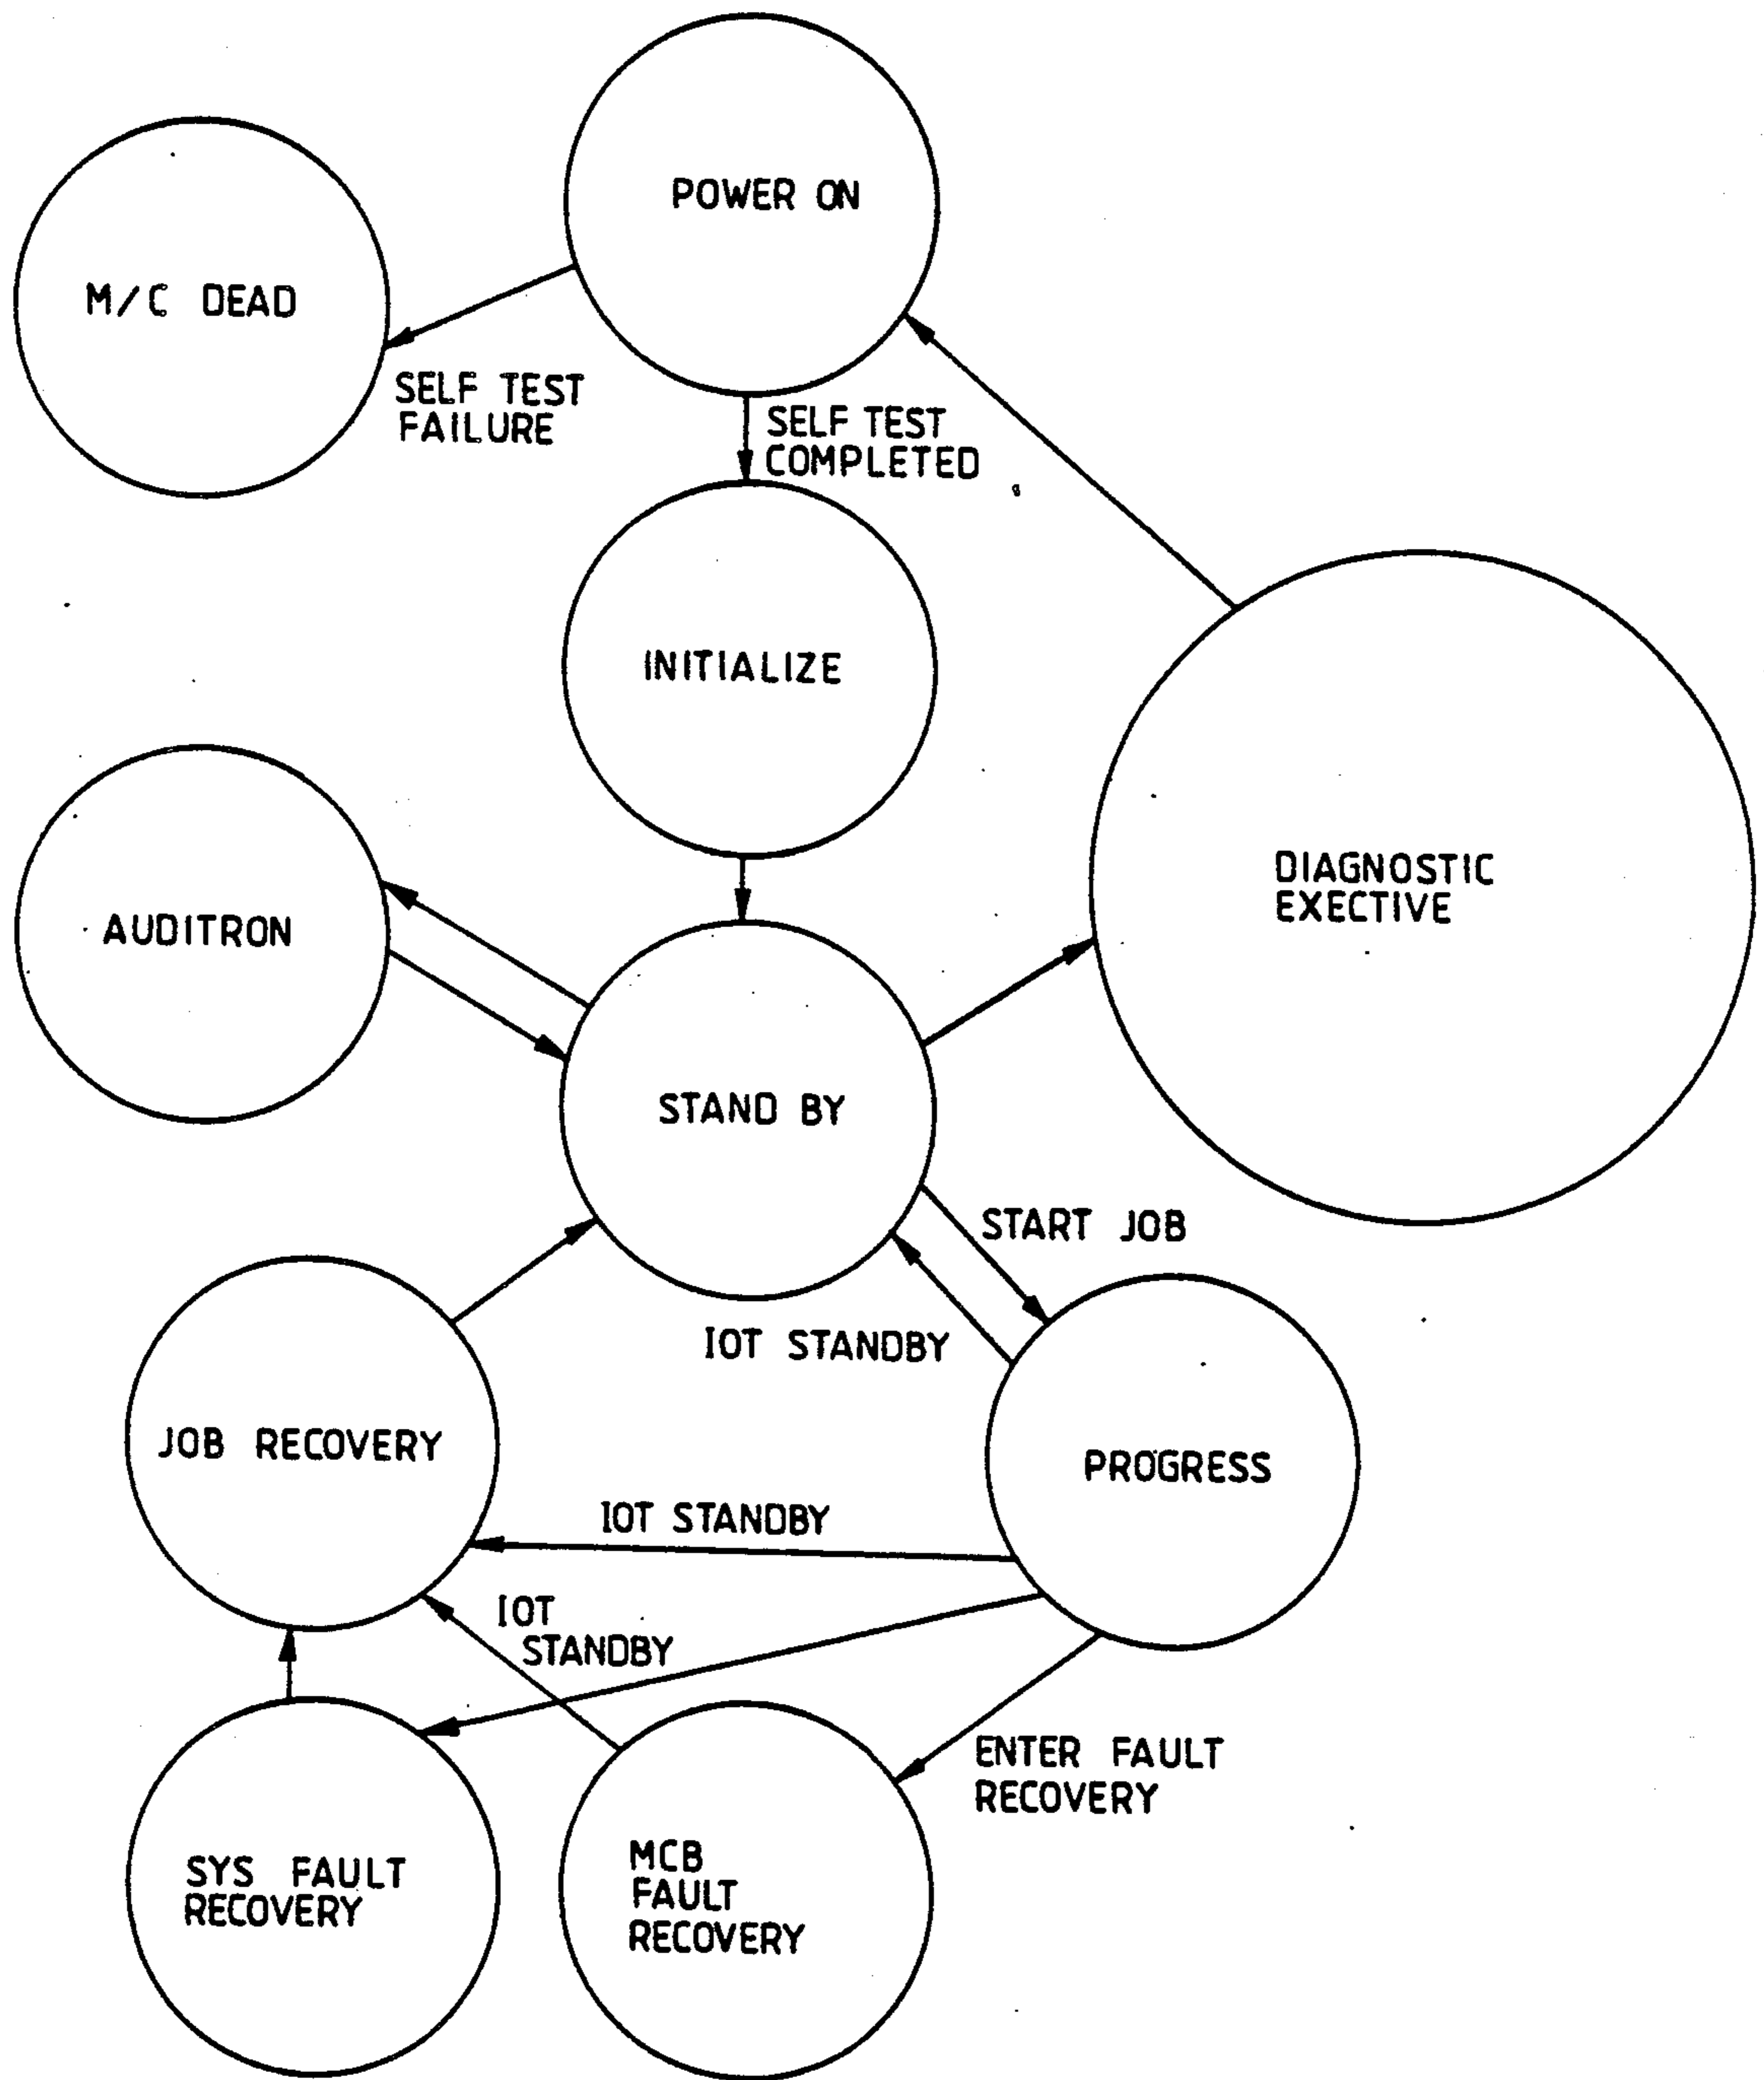 POWER ON
M/C DEAD
SELF TEST
FAILURE
SELF TEST
COMPLETED
INITIALIZE
DIAGNOSTIC
EXECTIVE
AUDITRON
STAND BY
START JOB
IOT STANDBY
JOB RECOVERY
PROGRESS
IOT STANDBY
IOT
STANDBY
ENTER FAULT
RECOVERY
SYS FAULT
RECOVERY
MCB
FAULT
RECOVERY